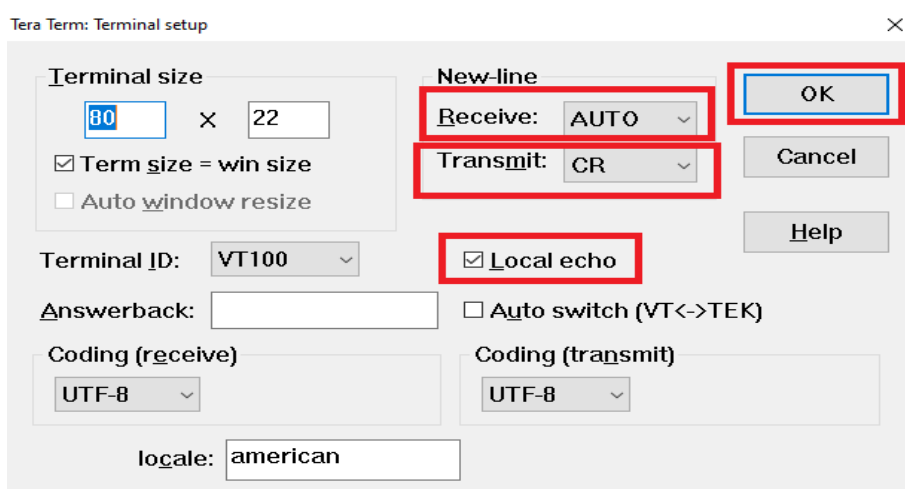 Tera Term: Terminal setup
Terminal size
80 x 22
Term size = win size
Auto window resize
New-line
Receive: AUTO
Transmit: CR
OK
Cancel
Help
Terminal ID: VT100
Local echo
Answerback:
Auto switch (VT<->TEK)
Coding (receive)
UTF-8
Coding (transmit)
UTF-8
locale: american